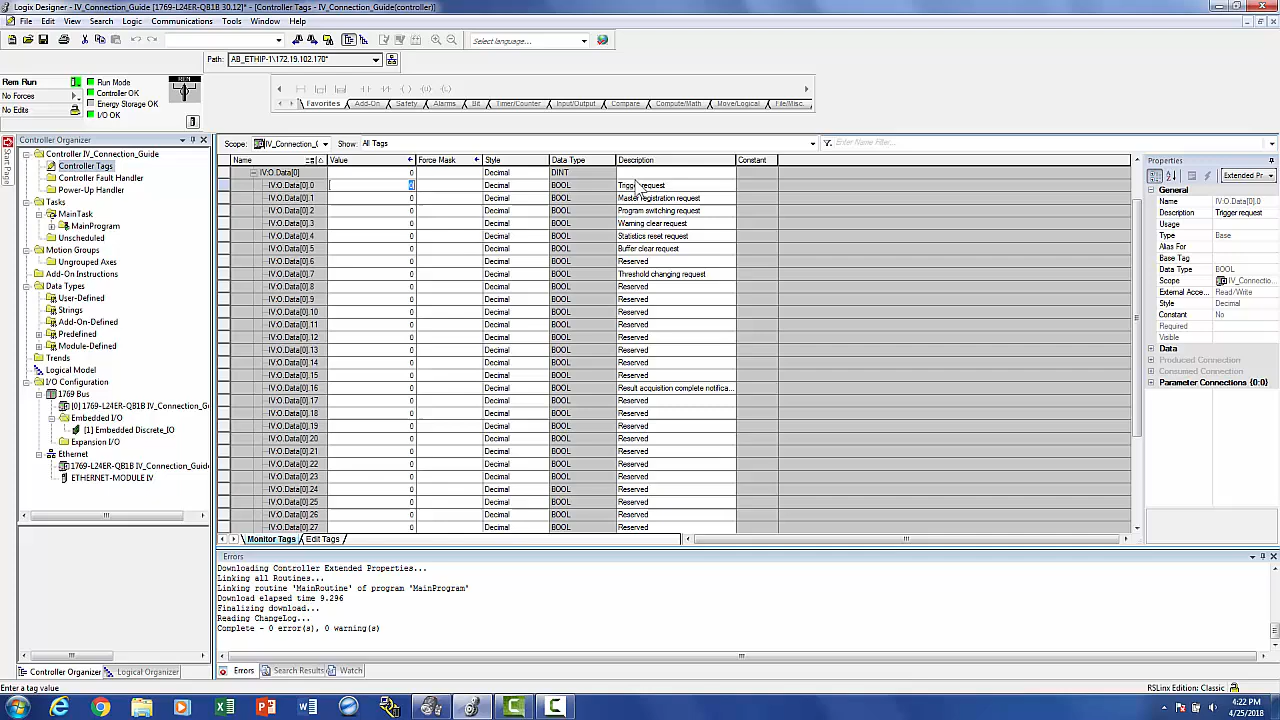 Logix Designer - IV_Connection_Guide [1769-L24ER-QB1B 30.12]* - [Controller Tags - IV_Connection_Guide(controller)]
File Edit View Search Logic Communications Tools Window Help
Select language...
Path: AB_ETHIP-1\172.19.102.170*
Rem Run
No Forces
No Edits
Run Mode
Controller OK
Energy Storage OK
I/O OK
REM
Favorites Add-On Safety Alarms Bit Timer/Counter Input/Output Compare Compute/Math Move/Logical File/Misc.
Start Page
Controller Organizer
Controller IV_Connection_Guide
Controller Tags
Controller Fault Handler
Power-Up Handler
Tasks
MainTask
MainProgram
Unscheduled
Motion Groups
Ungrouped Axes
Add-On Instructions
Data Types
User-Defined
Strings
Add-On-Defined
Predefined
Module-Defined
Trends
Logical Model
I/O Configuration
1769 Bus
[0] 1769-L24ER-QB1B IV_Connection_Gu
Embedded I/O
[1] Embedded Discrete_IO
Expansion I/O
Ethernet
1769-L24ER-QB1B IV_Connection_Gu
ETHERNET-MODULE IV
Controller Organizer Logical Organizer
Scope: IV_Connection_( Show: All Tags Enter Name Filter...
Name Value Force Mask Style Data Type Description Constant
IV:O.Data[0] 0 Decimal DINT
IV:O.Data[0].0 0 Decimal BOOL Trigger request
IV:O.Data[0].1 0 Decimal BOOL Master registration request
IV:O.Data[0].2 0 Decimal BOOL Program switching request
IV:O.Data[0].3 0 Decimal BOOL Warning clear request
IV:O.Data[0].4 0 Decimal BOOL Statistics reset request
IV:O.Data[0].5 0 Decimal BOOL Buffer clear request
IV:O.Data[0].6 0 Decimal BOOL Reserved
IV:O.Data[0].7 0 Decimal BOOL Threshold changing request
IV:O.Data[0].8 0 Decimal BOOL Reserved
IV:O.Data[0].9 0 Decimal BOOL Reserved
IV:O.Data[0].10 0 Decimal BOOL Reserved
IV:O.Data[0].11 0 Decimal BOOL Reserved
IV:O.Data[0].12 0 Decimal BOOL Reserved
IV:O.Data[0].13 0 Decimal BOOL Reserved
IV:O.Data[0].14 0 Decimal BOOL Reserved
IV:O.Data[0].15 0 Decimal BOOL Reserved
IV:O.Data[0].16 0 Decimal BOOL Result acquisition complete notifica...
IV:O.Data[0].17 0 Decimal BOOL Reserved
IV:O.Data[0].18 0 Decimal BOOL Reserved
IV:O.Data[0].19 0 Decimal BOOL Reserved
IV:O.Data[0].20 0 Decimal BOOL Reserved
IV:O.Data[0].21 0 Decimal BOOL Reserved
IV:O.Data[0].22 0 Decimal BOOL Reserved
IV:O.Data[0].23 0 Decimal BOOL Reserved
IV:O.Data[0].24 0 Decimal BOOL Reserved
IV:O.Data[0].25 0 Decimal BOOL Reserved
IV:O.Data[0].26 0 Decimal BOOL Reserved
IV:O.Data[0].27 0 Decimal BOOL Reserved
Monitor Tags Edit Tags
Properties
Extended Pr...
General
Name IV:O.Data[0].0
Description Trigger request
Usage
Type Base
Alias For
Base Tag
Data Type BOOL
Scope IV_Connectio...
External Acce... Read/Write
Style Decimal
Constant No
Required
Visible
Data
Produced Connection
Consumed Connection
Parameter Connections {0:0}
Errors
Downloading Controller Extended Properties...
Linking all Routines...
Linking routine 'MainRoutine' of program 'MainProgram'
Download elapsed time 9.296
Finalizing download...
Reading ChangeLog...
Complete - 0 error(s), 0 warning(s)
Errors Search Results Watch
Enter a tag value
RSLinx Edition: Classic
4:22 PM
4/25/2018